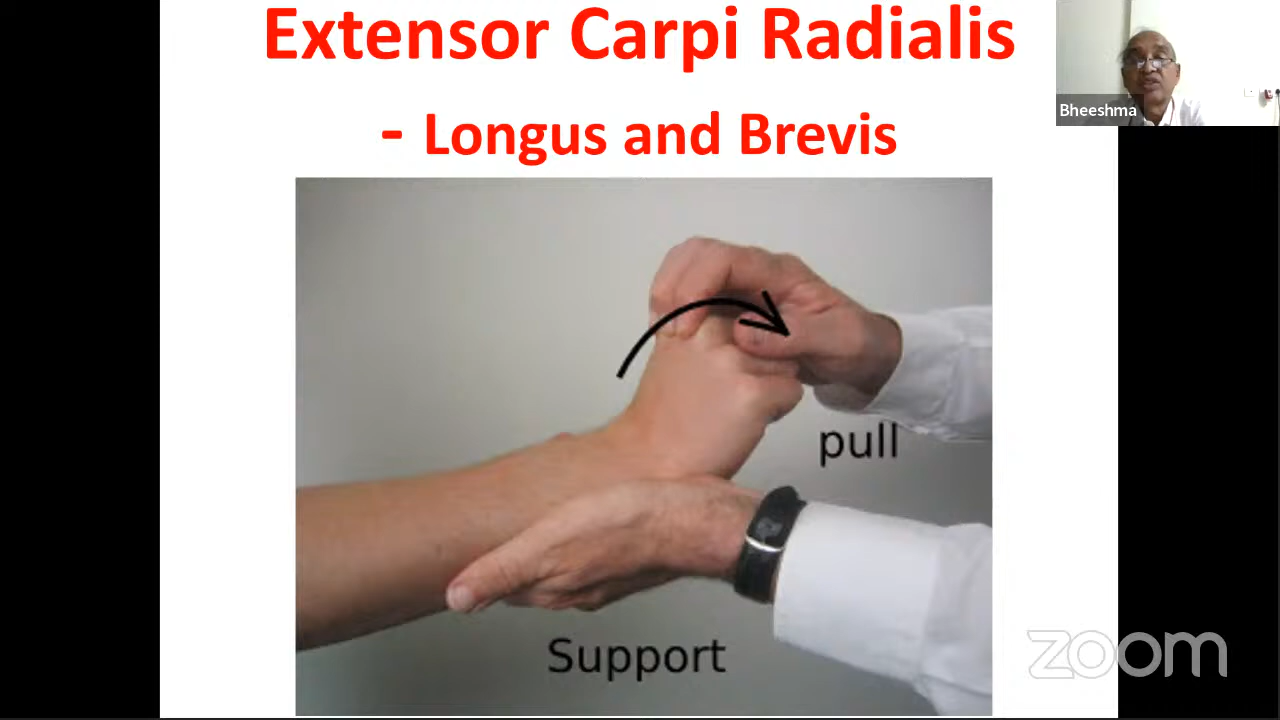 Extensor Carpi Radialis
- Longus and Brevis
Bheeshma
pull
Support
zoom